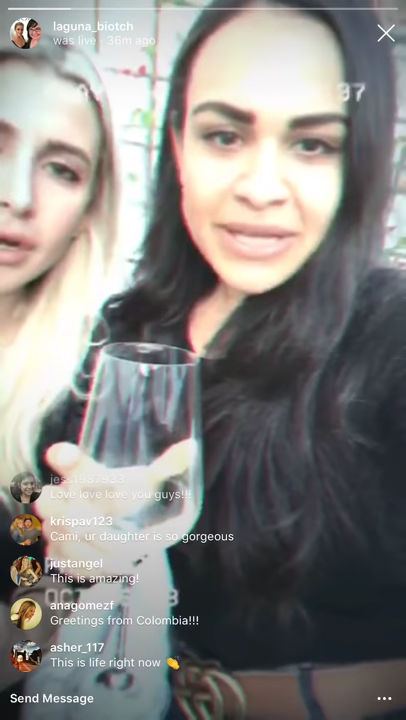 laguna_biotch
was live · 36m ago
Love love love you guys!!!
krispav123
Cami, ur daughter is so gorgeous
justangel
This is amazing!
anagomezf
Greetings from Colombia!!!
asher_117
This is life right now 👏
Send Message